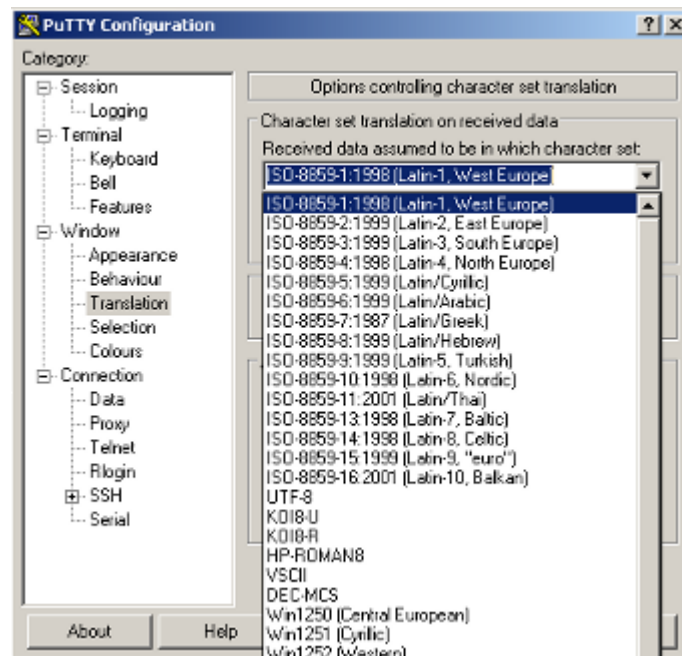 PuTTY Configuration
Category:
Session
Logging
Terminal
Keyboard
Bell
Features
Window
Appearance
Behaviour
Translation
Selection
Colours
Connection
Data
Proxy
Telnet
Rlogin
SSH
Serial
Options controlling character set translation
Character set translation on received data
Received data assumed to be in which character set:
ISO-8859-1:1998 (Latin-1, West Europe)
ISO-8859-1:1998 (Latin-1, West Europe)
ISO-8859-2:1999 (Latin-2, East Europe)
ISO-8859-3:1999 (Latin-3, South Europe)
ISO-8859-4:1998 (Latin-4, North Europe)
ISO-8859-5:1999 (Latin/Cyrillic)
ISO-8859-6:1999 (Latin/Arabic)
ISO-8859-7:1987 (Latin/Greek)
ISO-8859-8:1999 (Latin/Hebrew)
ISO-8859-9:1999 (Latin-5, Turkish)
ISO-8859-10:1998 (Latin-6, Nordic)
ISO-8859-11:2001 (Latin/Thai)
ISO-8859-13:1998 (Latin-7, Baltic)
ISO-8859-14:1998 (Latin-8, Celtic)
ISO-8859-15:1999 (Latin-9, "euro")
ISO-8859-16:2001 (Latin-10, Balkan)
UTF-8
KOI8-U
KOI8-R
HP-ROMAN8
VSCII
DEC-MCS
Win1250 (Central European)
Win1251 (Cyrillic)
Win1252 (Western)
About
Help